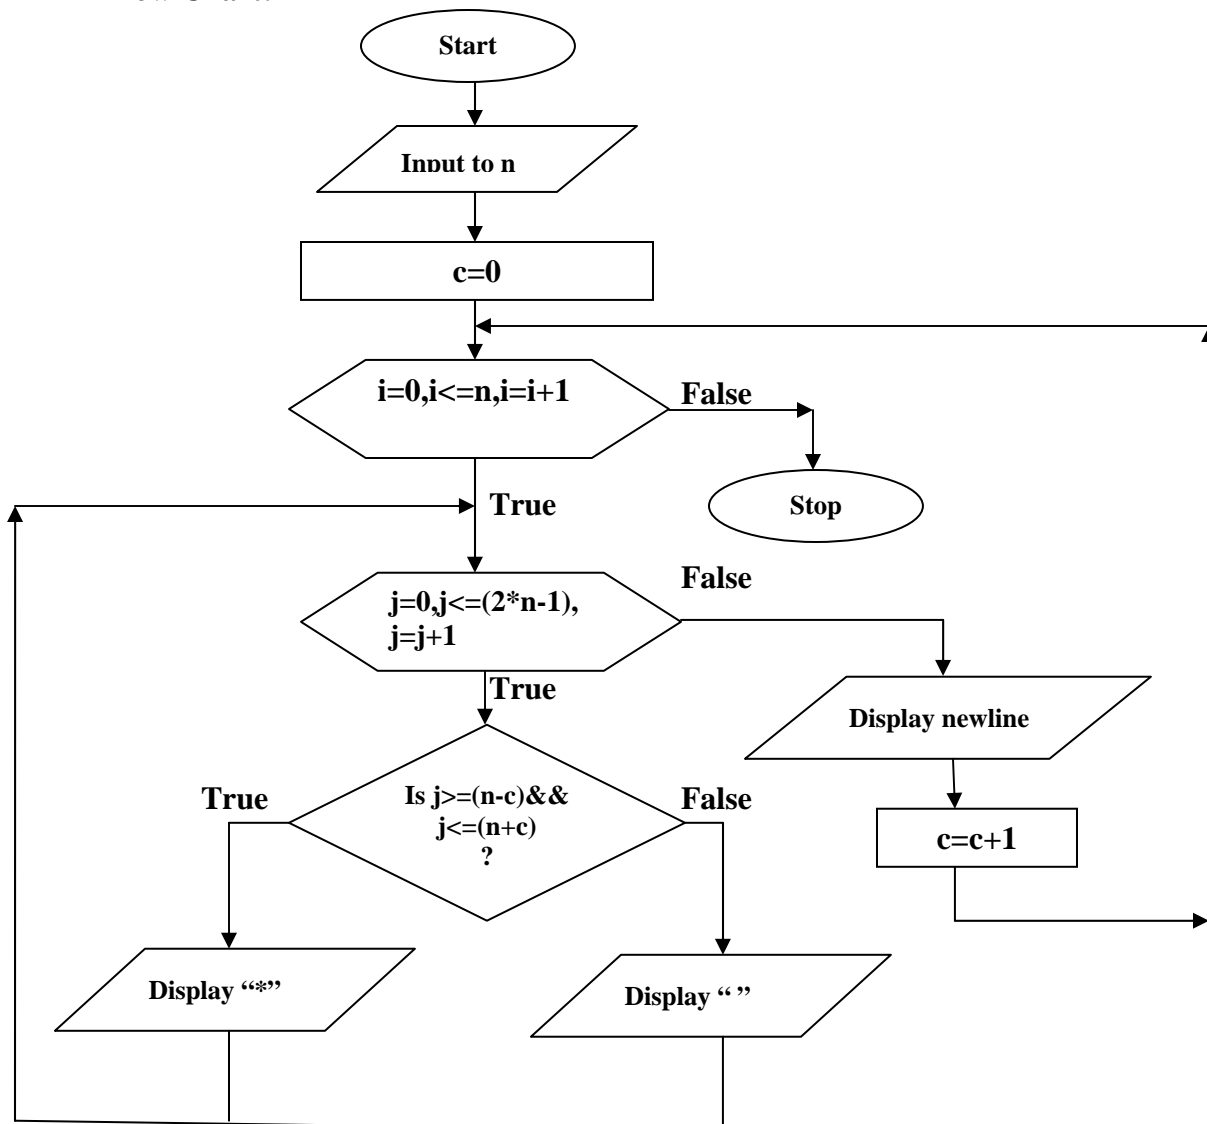 Start
Input to n
c=0
i=0,i<=n,i=i+1
False
True
Stop
False
j=0,j<=(2*n-1),
j=j+1
True
Display newline
True
Is j>=(n-c)&&
j<=(n+c)
?
False
c=c+1
Display “*”
Display “ ”